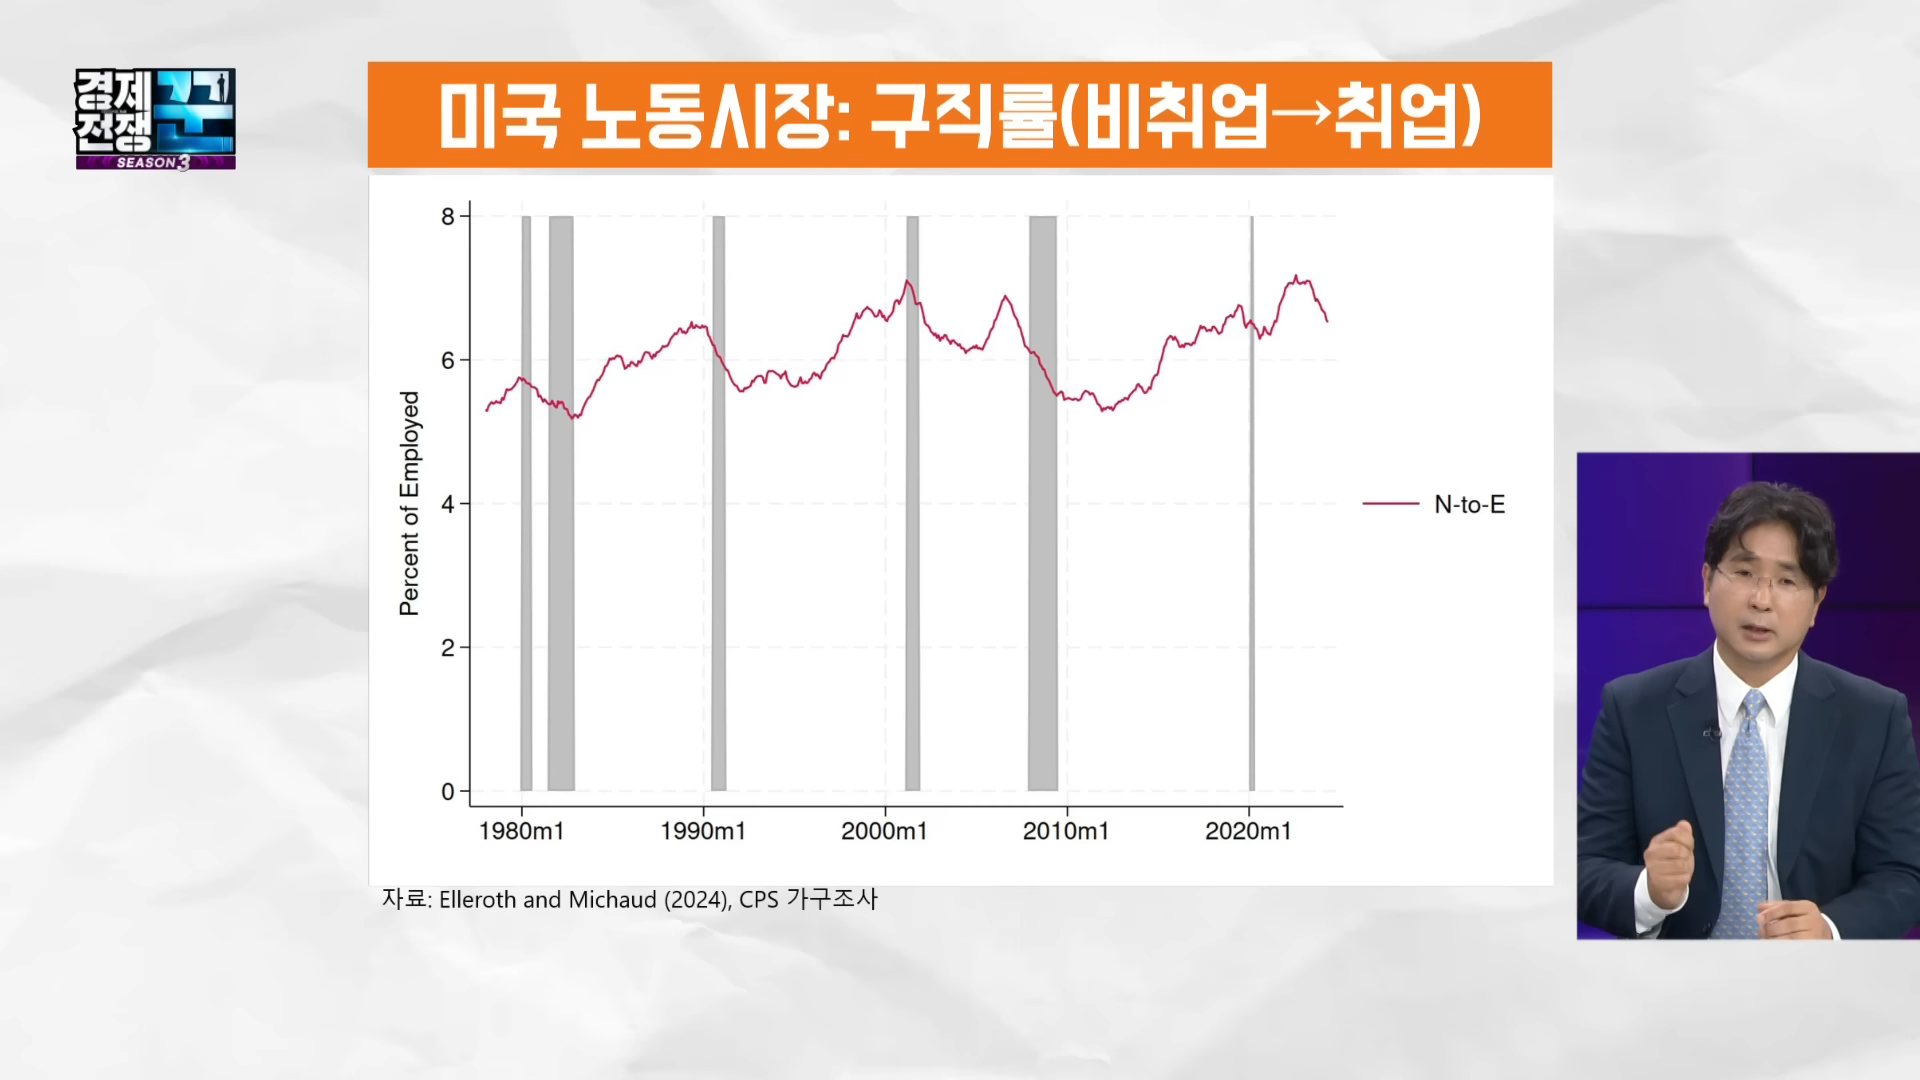 경제
전쟁 꾼
SEASON3
미국 노동시장: 구직률(비취업→취업)
8
6
4
2
0
Percent of Employed
1980m1 1990m1 2000m1 2010m1 2020m1
N-to-E
자료: Elleroth and Michaud (2024), CPS 가구조사